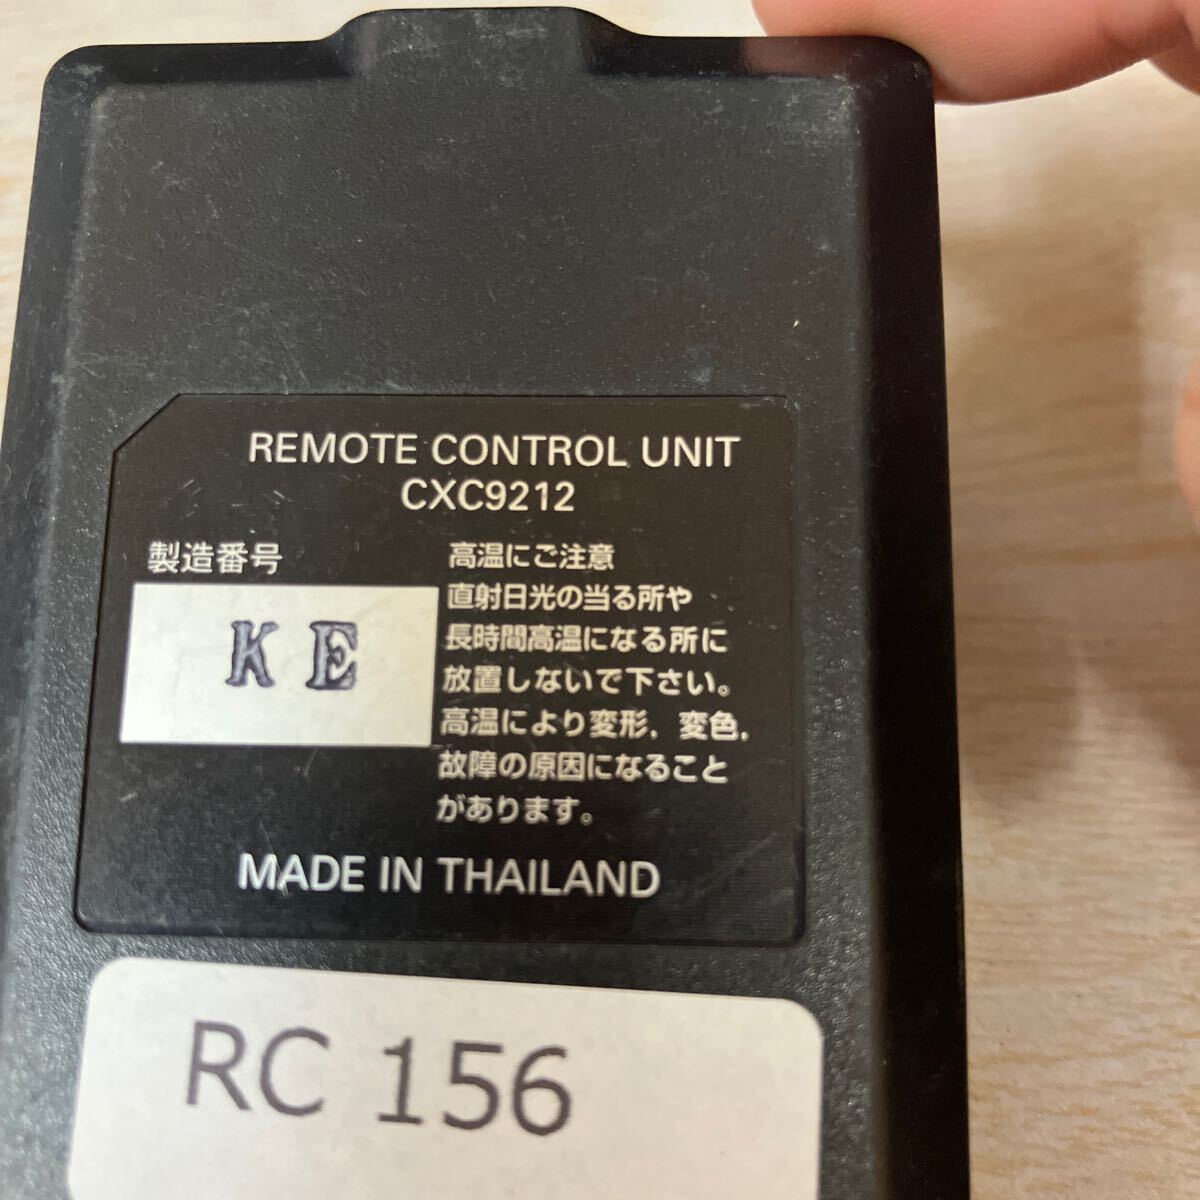 REMOTE CONTROL UNIT
CXC9212
製造番号
K E
高温にご注意
直射日光の当る所や
長時間高温になる所に
放置しないで下さい。
高温により変形，変色，
故障の原因になること
があります。
MADE IN THAILAND
RC 156